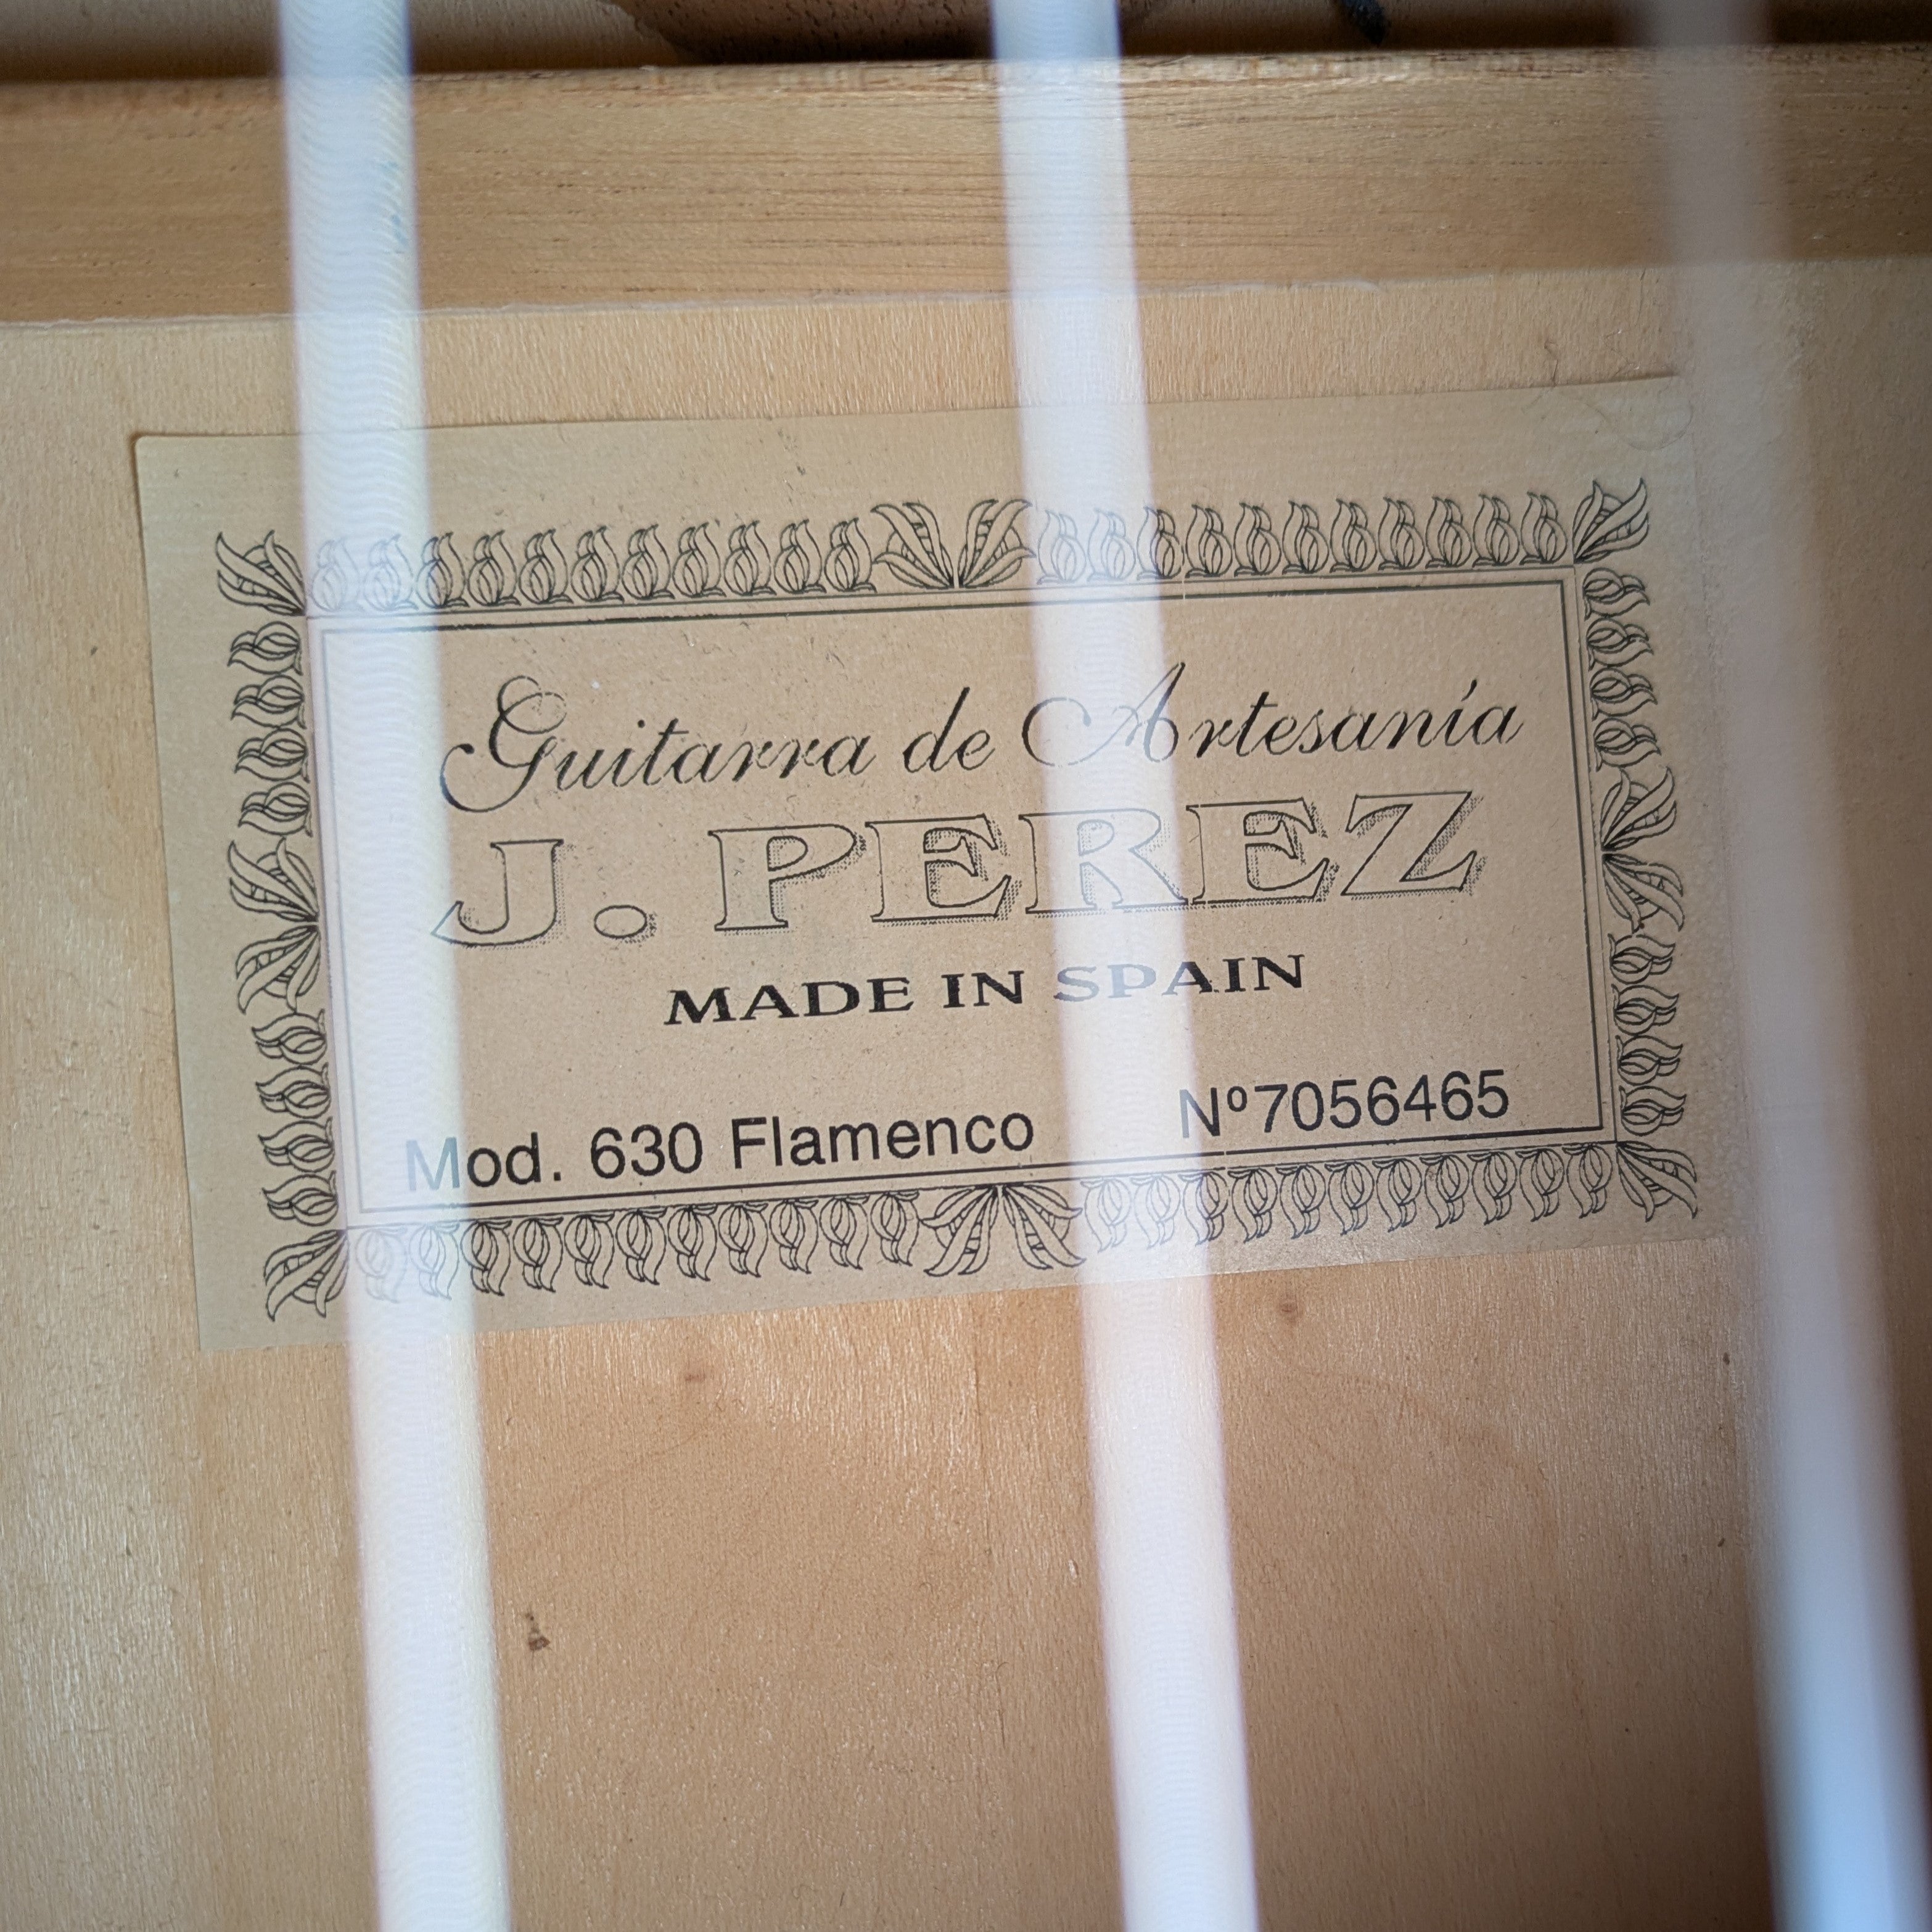 Guitarra de Artesanía
J. PEREZ
MADE IN SPAIN
Mod. 630 Flamenco Nº7056465